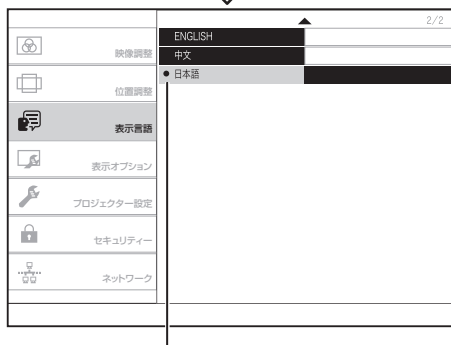 2/2
ENGLISH
中文
日本語
映像調整
位置調整
表示言語
表示オプション
プロジェクター設定
セキュリティー
ネットワーク